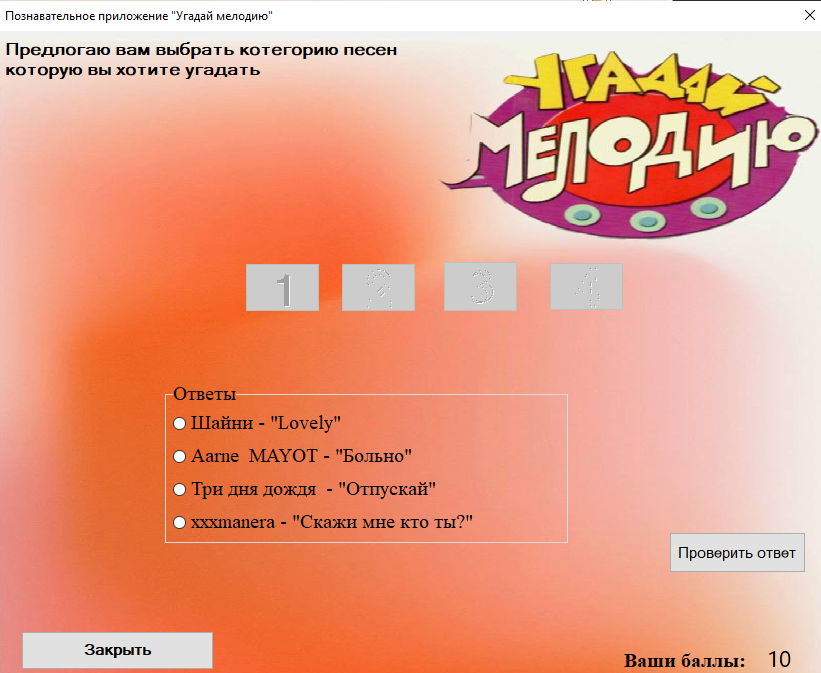 Познавательное приложение "Угадай мелодию"
Предлогаю вам выбрать котегорию песен
которую вы хотите угадать
УГАДАЙ
МЕЛОДИЮ
1 2 3 4
Ответы
Шайни - "Lovely"
Aarne MAYOT - "Больно"
Три дня дождя - "Отпускай"
xxxmanera - "Скажи мне кто ты?"
Проверить ответ
Закрыть
Ваши баллы: 10